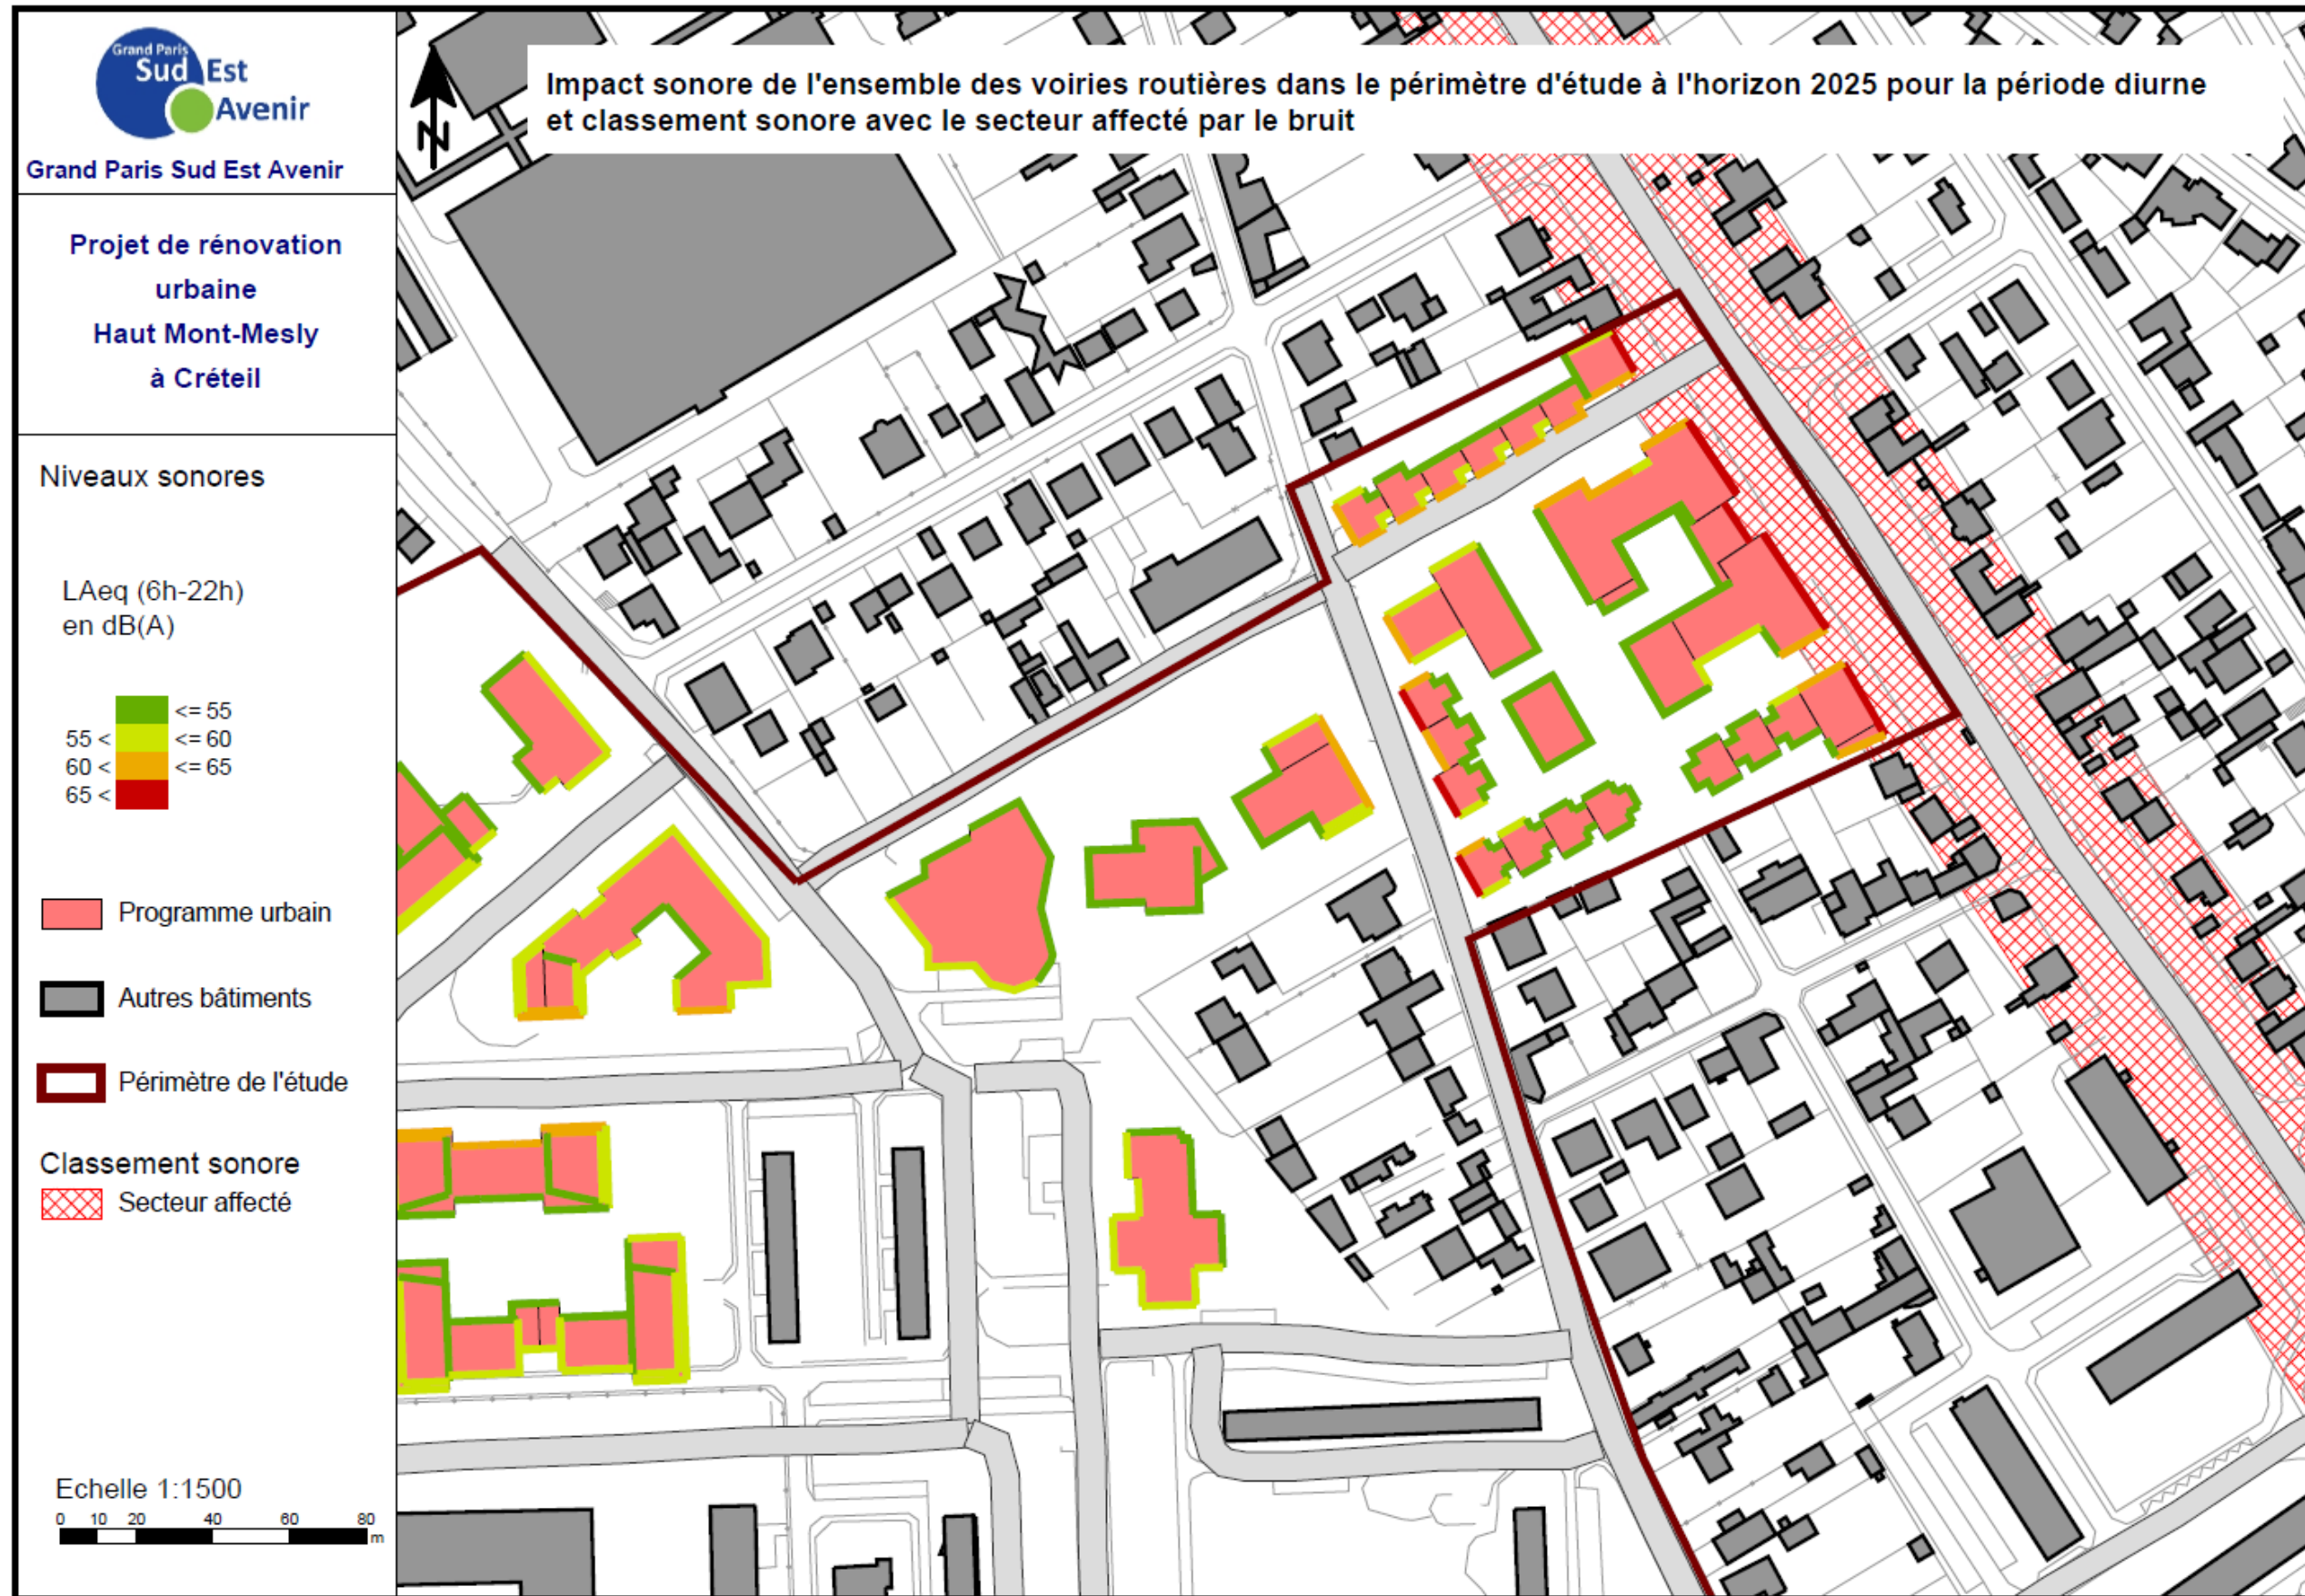 Grand Paris
Sud Est
Avenir
Grand Paris Sud Est Avenir
Projet de rénovation
urbaine
Haut Mont-Mesly
à Créteil
Niveaux sonores
LAeq (6h-22h)
en dB(A)
<= 55
55 < <= 60
60 < <= 65
65 <
Programme urbain
Autres bâtiments
Périmètre de l'étude
Classement sonore
Secteur affecté
Echelle 1:1500
0 10 20 40 60 80
m
N
Impact sonore de l'ensemble des voiries routières dans le périmètre d'étude à l'horizon 2025 pour la période diurne
et classement sonore avec le secteur affecté par le bruit